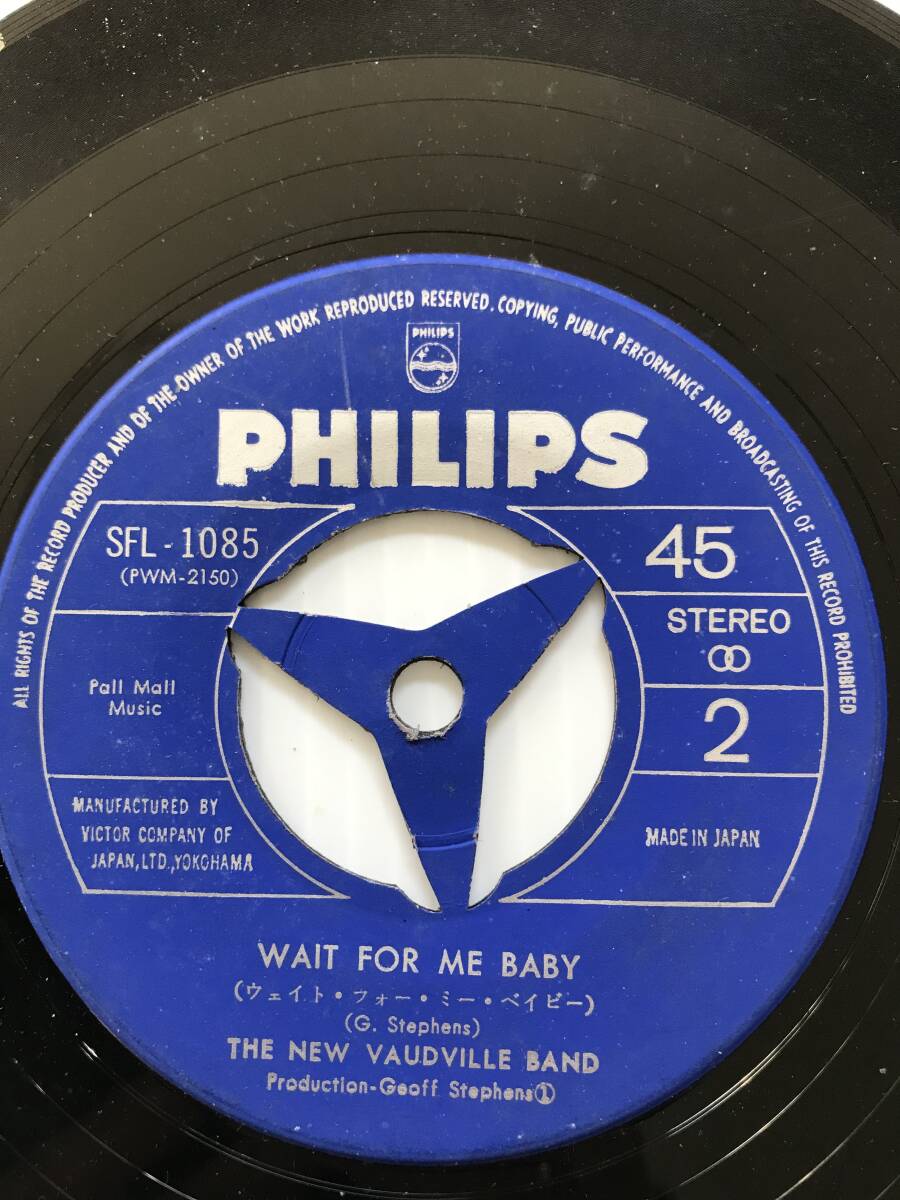 ALL RIGHTS OF THE RECORD PRODUCER AND OF THE OWNER OF THE WORK REPRODUCED RESERVED. COPYING, PUBLIC PERFORMANCE AND BROADCASTING OF THIS RECORD PROHIBITED
PHILIPS
PHILIPS
SFL-1085
(PWM-2150)
45
STEREO
Pall Mall
Music
2
MANUFACTURED BY
VICTOR COMPANY OF
JAPAN, LTD., YOKOHAMA
MADE IN JAPAN
WAIT FOR ME BABY
(ウェイト・フォー・ミー・ベイビー)
(G. Stephens)
THE NEW VAUDVILLE BAND
Production-Geoff Stephens①